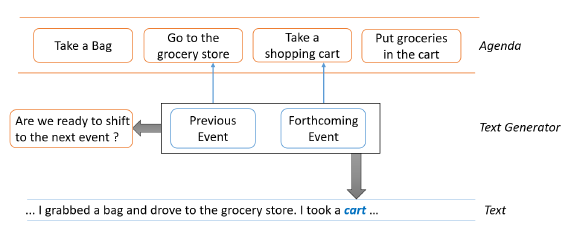 Take a Bag
Go to the
grocery store
Take a
shopping cart
Put groceries
in the cart
Agenda
Are we ready to shift
to the next event ?
Previous
Event
Forthcoming
Event
Text Generator
... I grabbed a bag and drove to the grocery store. I took a cart ...
Text